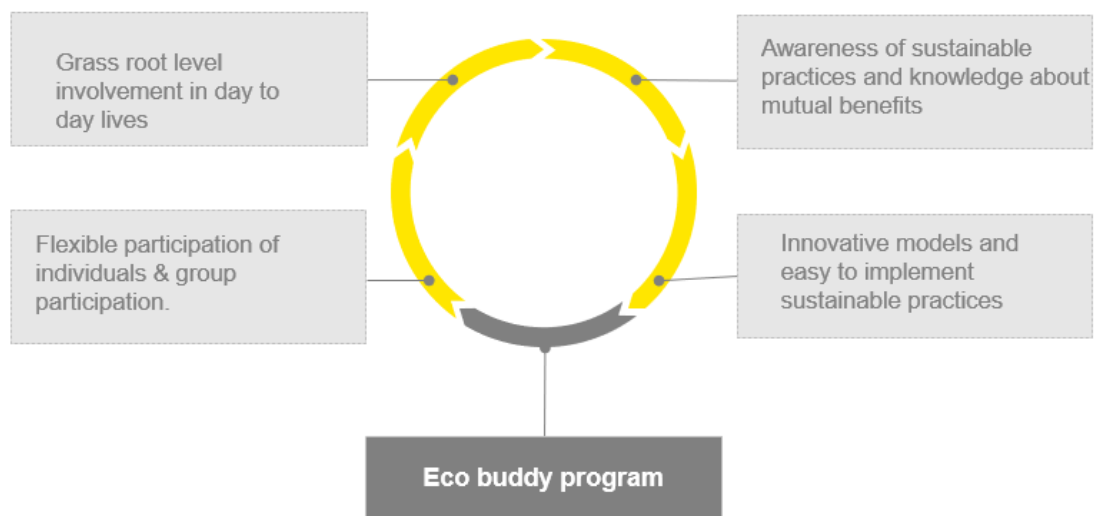 Grass root level
involvement in day to
day lives
Awareness of sustainable
practices and knowledge about
mutual benefits
Flexible participation of
individuals & group
participation.
Innovative models and
easy to implement
sustainable practices
Eco buddy program